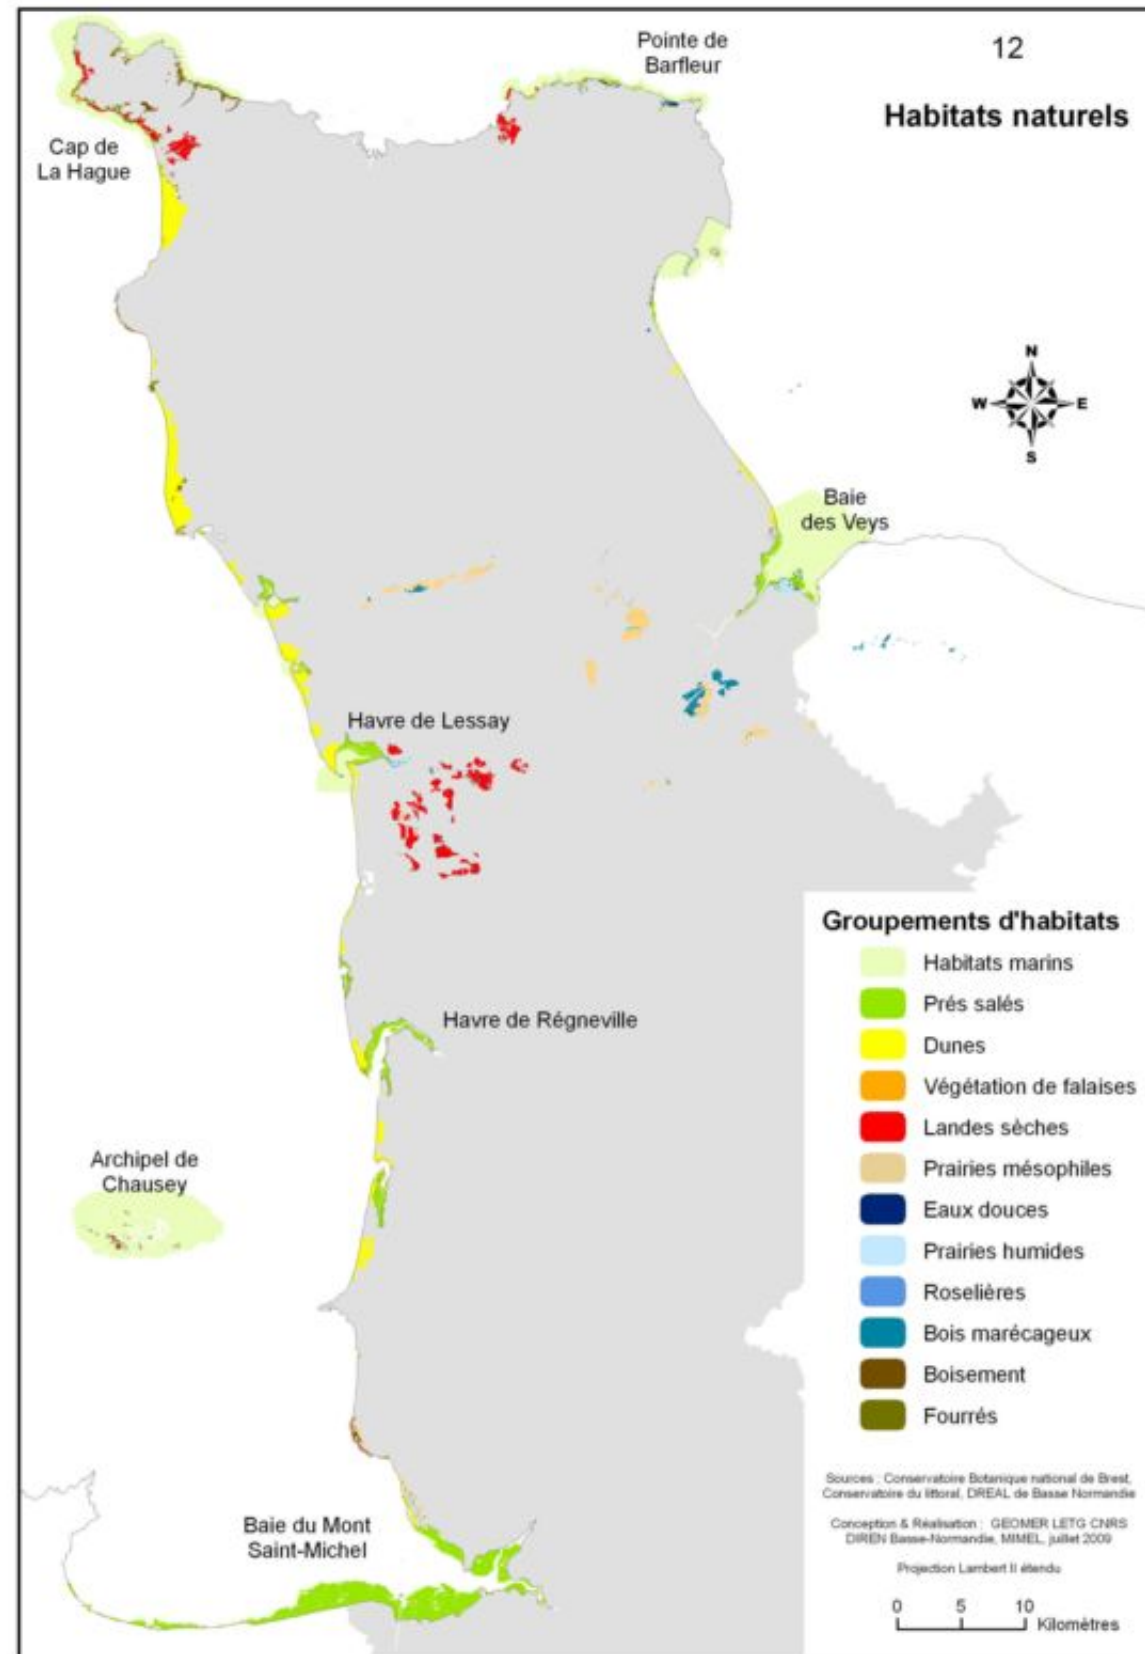 12
Habitats naturels
Pointe de
Barfleur
Cap de
La Hague
N
W
E
S
Baie
des Veys
Havre de Lessay
Havre de Régneville
Archipel de
Chausey
Baie du Mont
Saint-Michel
Groupements d'habitats
Habitats marins
Prés salés
Dunes
Végétation de falaises
Landes sèches
Prairies mésophiles
Eaux douces
Prairies humides
Roselières
Bois marécageux
Boisement
Fourrés
Sources : Conservatoire Botanique national de Brest,
Conservatoire du littoral, DREAL de Basse Normandie
Conception & Réalisation : GEOMER LETG CNRS
DIREN Basse-Normandie, MIMEL, juillet 2009
Projection Lambert II étendu
0 5 10
Kilomètres